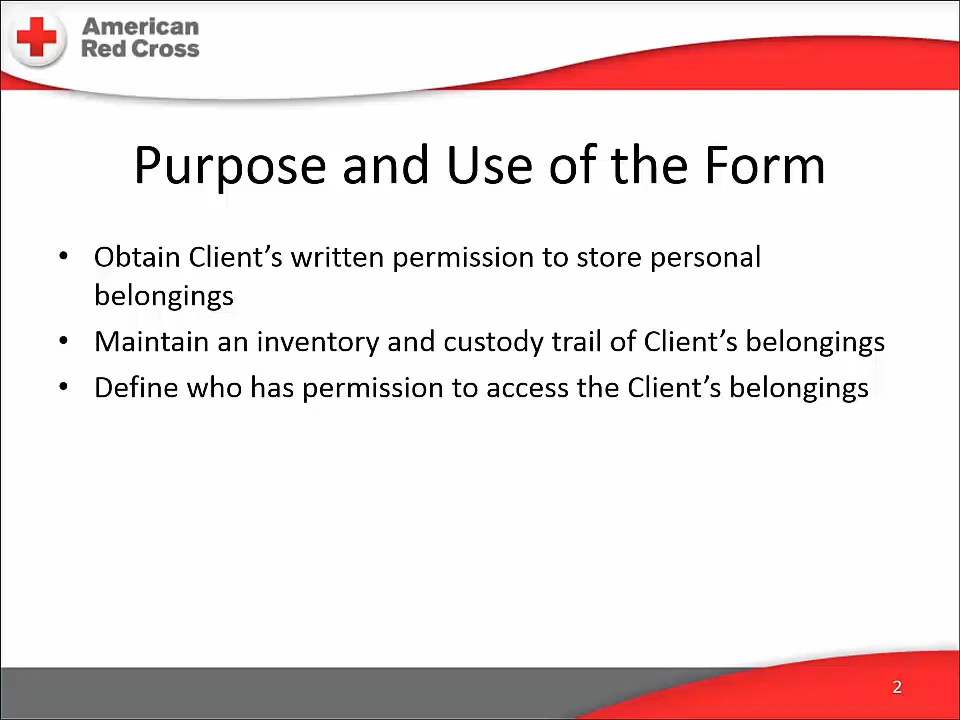 American
Red Cross
Purpose and Use of the Form
• Obtain Client’s written permission to store personal
belongings
• Maintain an inventory and custody trail of Client’s belongings
• Define who has permission to access the Client’s belongings
2